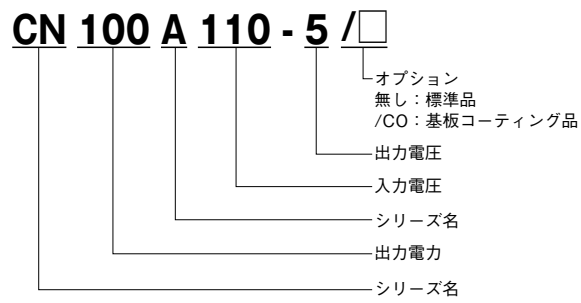 CN 100 A 110 - 5 /□
オプション
無し：標準品
/CO：基板コーティング品
出力電圧
入力電圧
シリーズ名
出力電力
シリーズ名